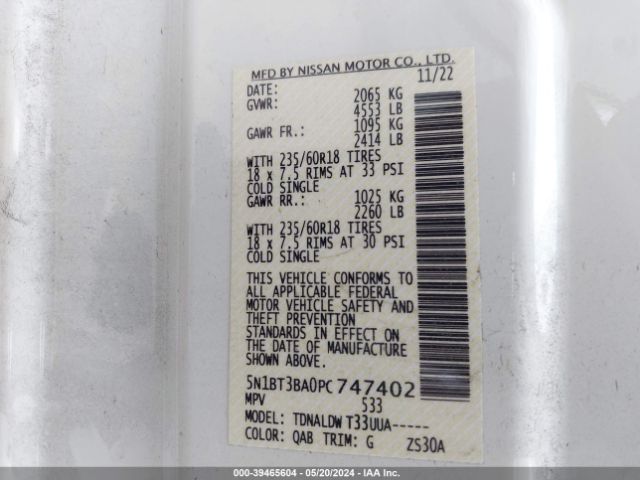 MFD BY NISSAN MOTOR CO., LTD.
DATE: 11/22
GVWR: 2065 KG
4553 LB
GAWR FR.: 1095 KG
2414 LB
WITH 235/60R18 TIRES
18 x 7.5 RIMS AT 33 PSI
COLD SINGLE
GAWR RR.: 1025 KG
2260 LB
WITH 235/60R18 TIRES
18 x 7.5 RIMS AT 30 PSI
COLD SINGLE
THIS VEHICLE CONFORMS TO
ALL APPLICABLE FEDERAL
MOTOR VEHICLE SAFETY AND
THEFT PREVENTION
STANDARDS IN EFFECT ON
THE DATE OF MANUFACTURE
SHOWN ABOVE.
5N1BT3BA0PC747402
MPV 533
MODEL: TDNALDW T33UUA-----
COLOR: QAB TRIM: G ZS30A
000-39465604 - 05/20/2024 - IAA Inc.